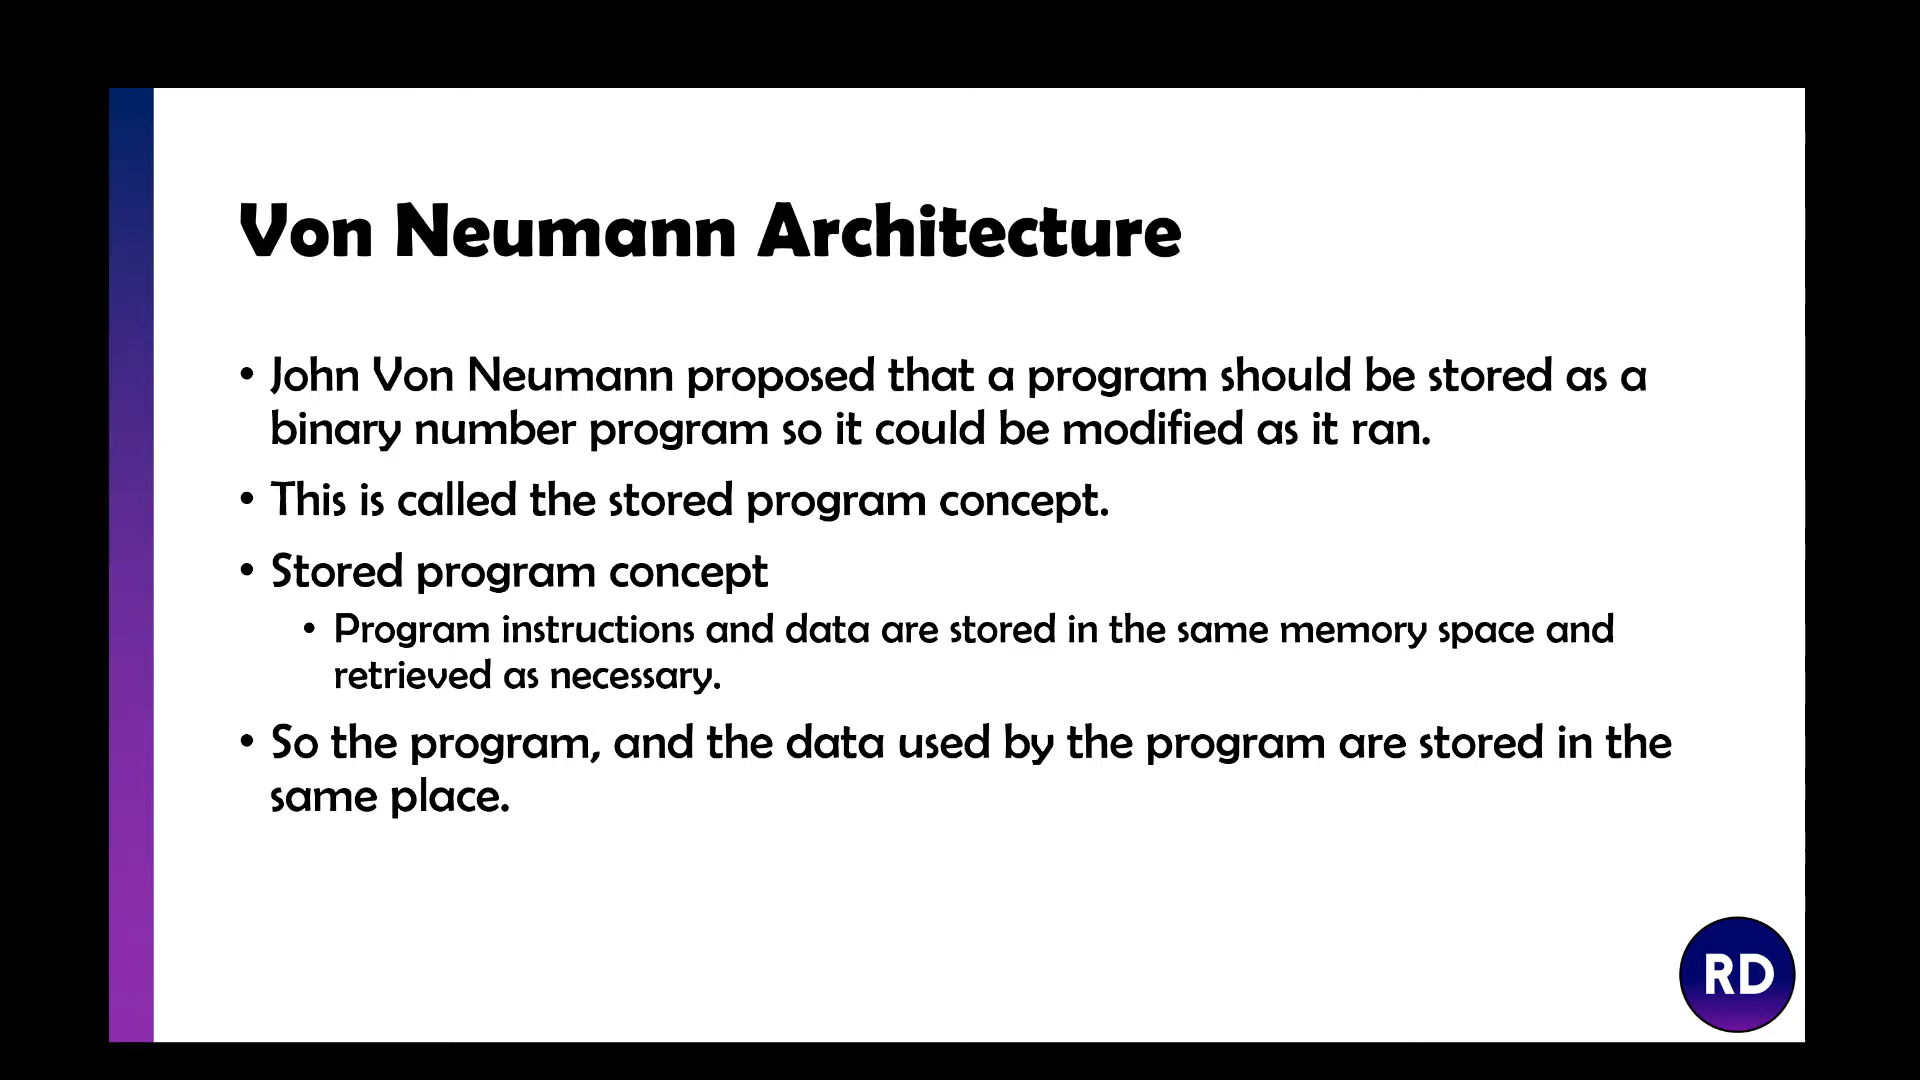 Von Neumann Architecture
• John Von Neumann proposed that a program should be stored as a
binary number program so it could be modified as it ran.
• This is called the stored program concept.
• Stored program concept
• Program instructions and data are stored in the same memory space and
retrieved as necessary.
• So the program, and the data used by the program are stored in the
same place.
RD